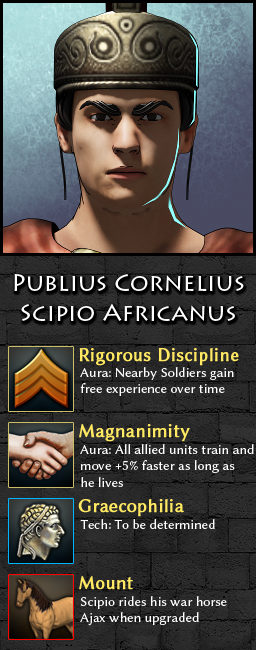 Publius Cornelius
Scipio Africanus
Rigorous Discipline
Aura: Nearby Soldiers gain
free experience over time
Magnanimity
Aura: All allied units train and
move +5% faster as long as
he lives
Graecophilia
Tech: To be determined
Mount
Scipio rides his war horse
Ajax when upgraded